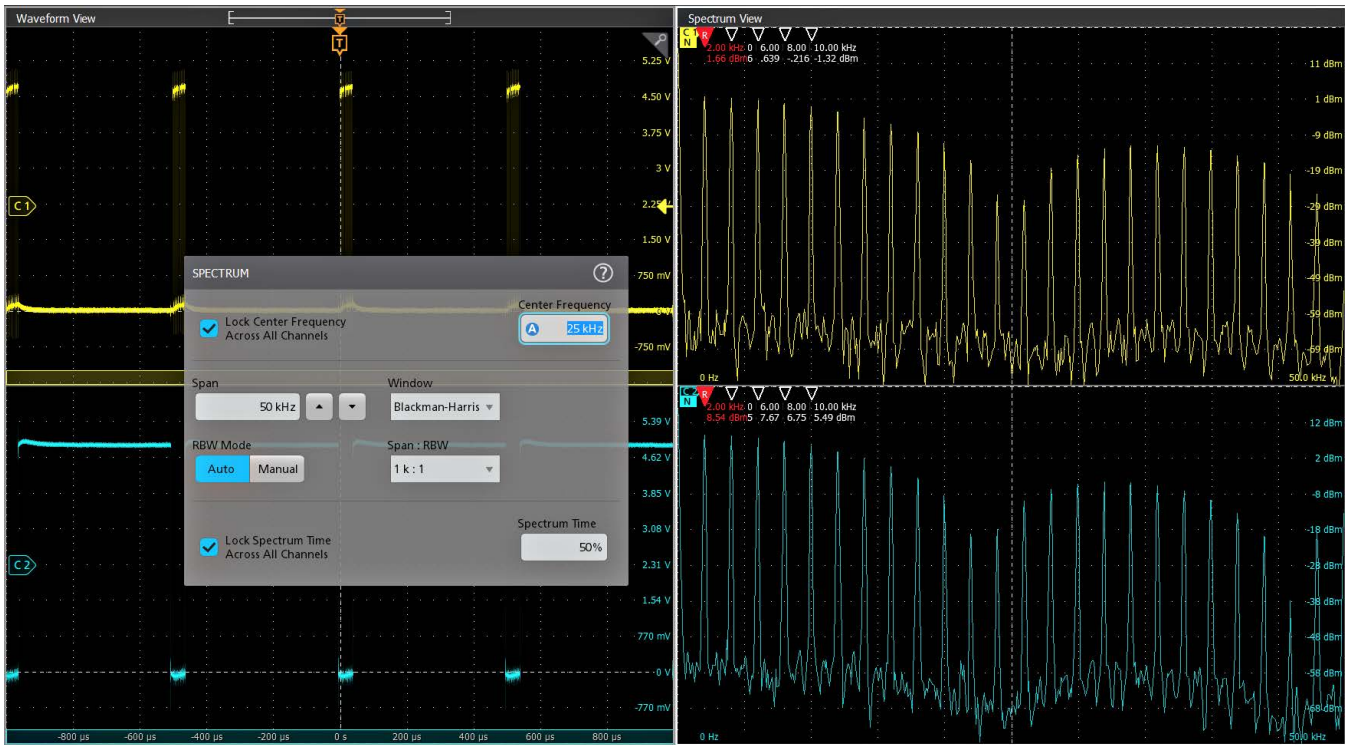 Waveform View
T
T
5.25 V
4.50 V
3.75 V
3 V
C 1
2.25
1.50 V
750 mV
-750 mV
SPECTRUM
?
Center Frequency
Lock Center Frequency
Across All Channels
A 25 kHz
Span
Window
50 kHz
Blackman-Harris
RBW Mode
Span : RBW
Auto
Manual
1 k : 1
Spectrum Time
Lock Spectrum Time
Across All Channels
50%
5.39 V
4.62 V
3.85 V
3.08 V
C 2
2.31 V
1.54 V
770 mV
0 V
-770 mV
-800 µs -600 µs -400 µs -200 µs 0 s 200 µs 400 µs 600 µs 800 µs
Spectrum View
C 1
N
R
2.00 kHz 0 6.00 8.00 10.00 kHz
1.66 dBm 6 .639 -.216 -1.32 dBm
11 dBm
1 dBm
-9 dBm
-19 dBm
-29 dBm
-39 dBm
-49 dBm
-59 dBm
-69 dBm
0 Hz
50.0 kHz
C 2
N
R
2.00 kHz 0 6.00 8.00 10.00 kHz
8.54 dBm 5 7.67 6.75 5.49 dBm
12 dBm
2 dBm
-8 dBm
-18 dBm
-28 dBm
-38 dBm
-48 dBm
-58 dBm
-68 dBm
0 Hz
50.0 kHz